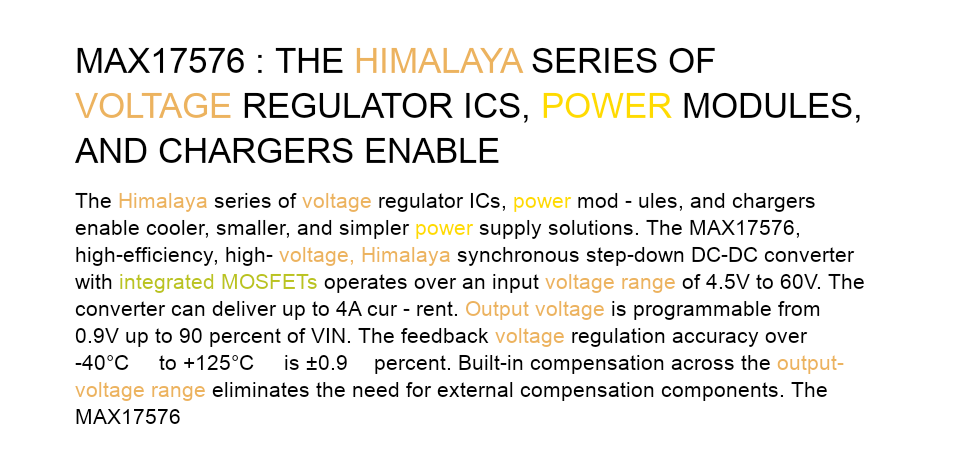 MAX17576 : THE HIMALAYA SERIES OF
VOLTAGE REGULATOR ICS, POWER MODULES,
AND CHARGERS ENABLE
The Himalaya series of voltage regulator ICs, power mod - ules, and chargers
enable cooler, smaller, and simpler power supply solutions. The MAX17576,
high-efficiency, high- voltage, Himalaya synchronous step-down DC-DC converter
with integrated MOSFETs operates over an input voltage range of 4.5V to 60V. The
converter can deliver up to 4A cur - rent. Output voltage is programmable from
0.9V up to 90 percent of VIN. The feedback voltage regulation accuracy over
-40°C to +125°C is ±0.9 percent. Built-in compensation across the output-
voltage range eliminates the need for external compensation components. The
MAX17576